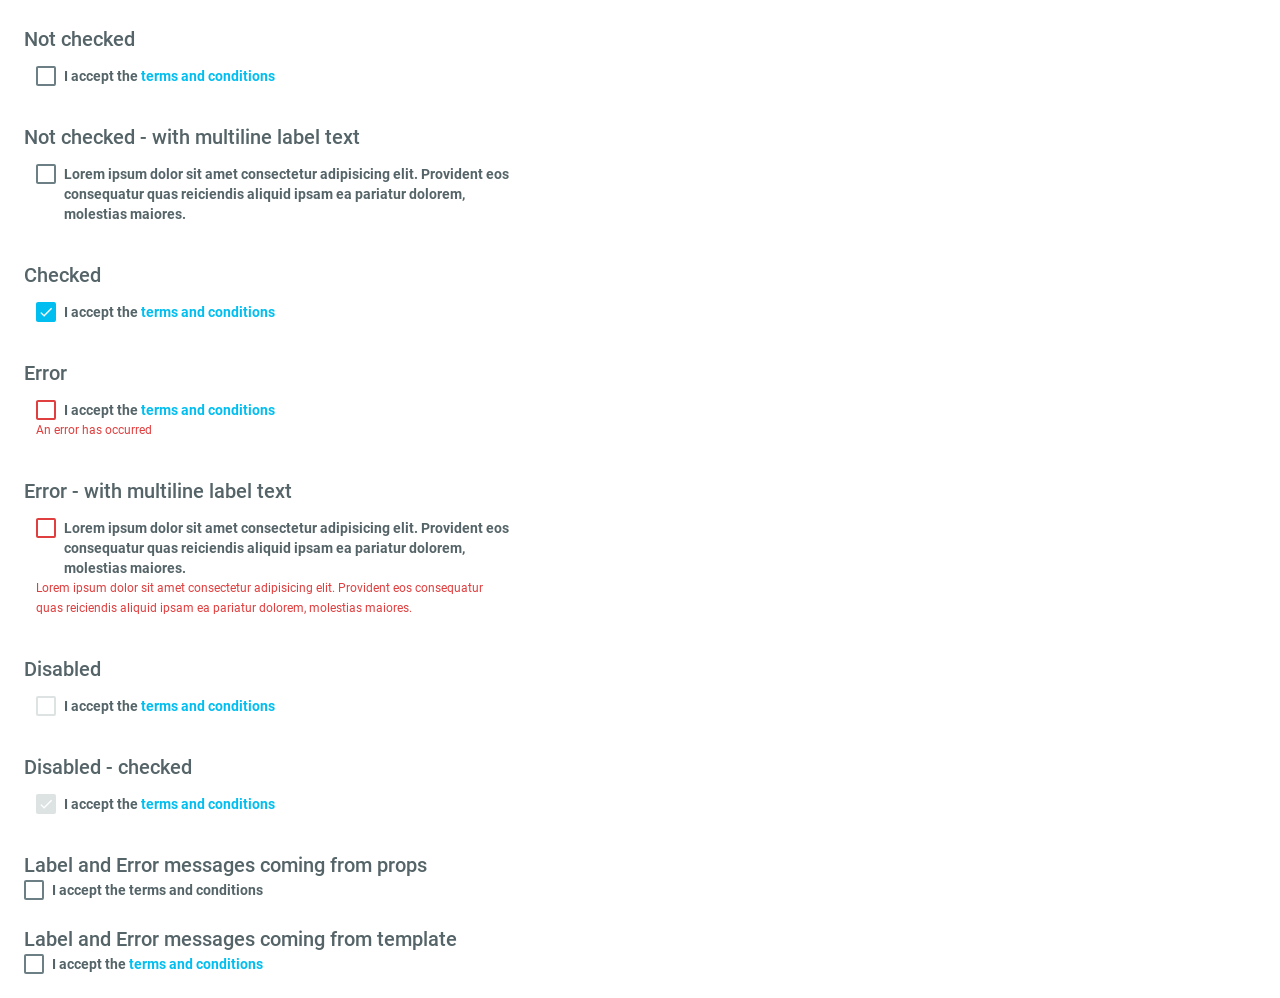 Not checked
I accept the terms and conditions
Not checked - with multiline label text
Lorem ipsum dolor sit amet consectetur adipisicing elit. Provident eos
consequatur quas reiciendis aliquid ipsam ea pariatur dolorem,
molestias maiores.
Checked
I accept the terms and conditions
Error
I accept the terms and conditions
An error has occurred
Error - with multiline label text
Lorem ipsum dolor sit amet consectetur adipisicing elit. Provident eos
consequatur quas reiciendis aliquid ipsam ea pariatur dolorem,
molestias maiores.
Lorem ipsum dolor sit amet consectetur adipisicing elit. Provident eos consequatur
quas reiciendis aliquid ipsam ea pariatur dolorem, molestias maiores.
Disabled
I accept the terms and conditions
Disabled - checked
I accept the terms and conditions
Label and Error messages coming from props
I accept the terms and conditions
Label and Error messages coming from template
I accept the terms and conditions